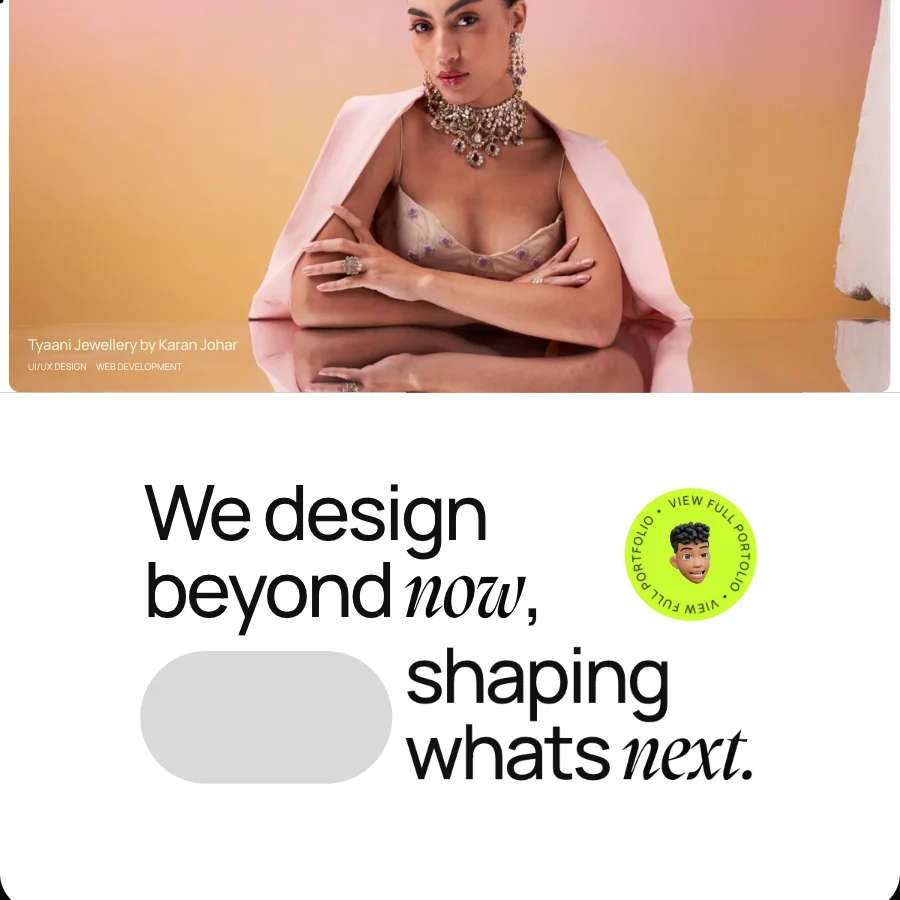 Tyaani Jewellery by Karan Johar
UI/UX DESIGN WEB DEVELOPMENT
We design
beyond now,
VIEW FULL PORTOLIO • VIEW FULL PORTFOLIO •
shaping
whats next.